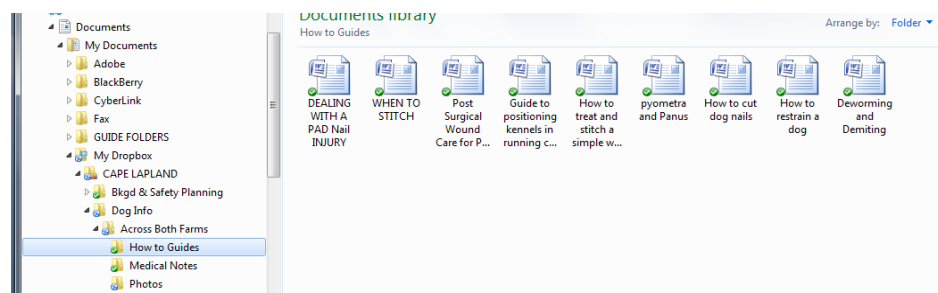 Documents library
How to Guides
Arrange by: Folder
Documents
My Documents
Adobe
BlackBerry
CyberLink
Fax
GUIDE FOLDERS
My Dropbox
CAPE LAPLAND
Bkgd & Safety Planning
Dog Info
Across Both Farms
How to Guides
Medical Notes
Photos
DEALING
WITH A
PAD Nail
INJURY
WHEN TO
STITCH
Post
Surgical
Wound
Care for P...
Guide to
positioning
kennels in
running c...
How to
treat and
stitch a
simple w...
pyometra
and Panus
How to cut
dog nails
How to
restrain a
dog
Deworming
and
Demiting